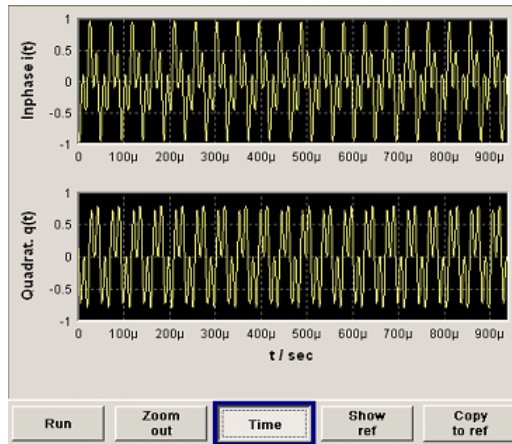 Inphase i(t)
1
0.5
0
-0.5
-1
0 100µ 200µ 300µ 400µ 500µ 600µ 700µ 800µ 900µ
Quadrat. q(t)
1
0.5
0
-0.5
-1
0 100µ 200µ 300µ 400µ 500µ 600µ 700µ 800µ 900µ
t / sec
Run
Zoom
out
Time
Show
ref
Copy
to ref